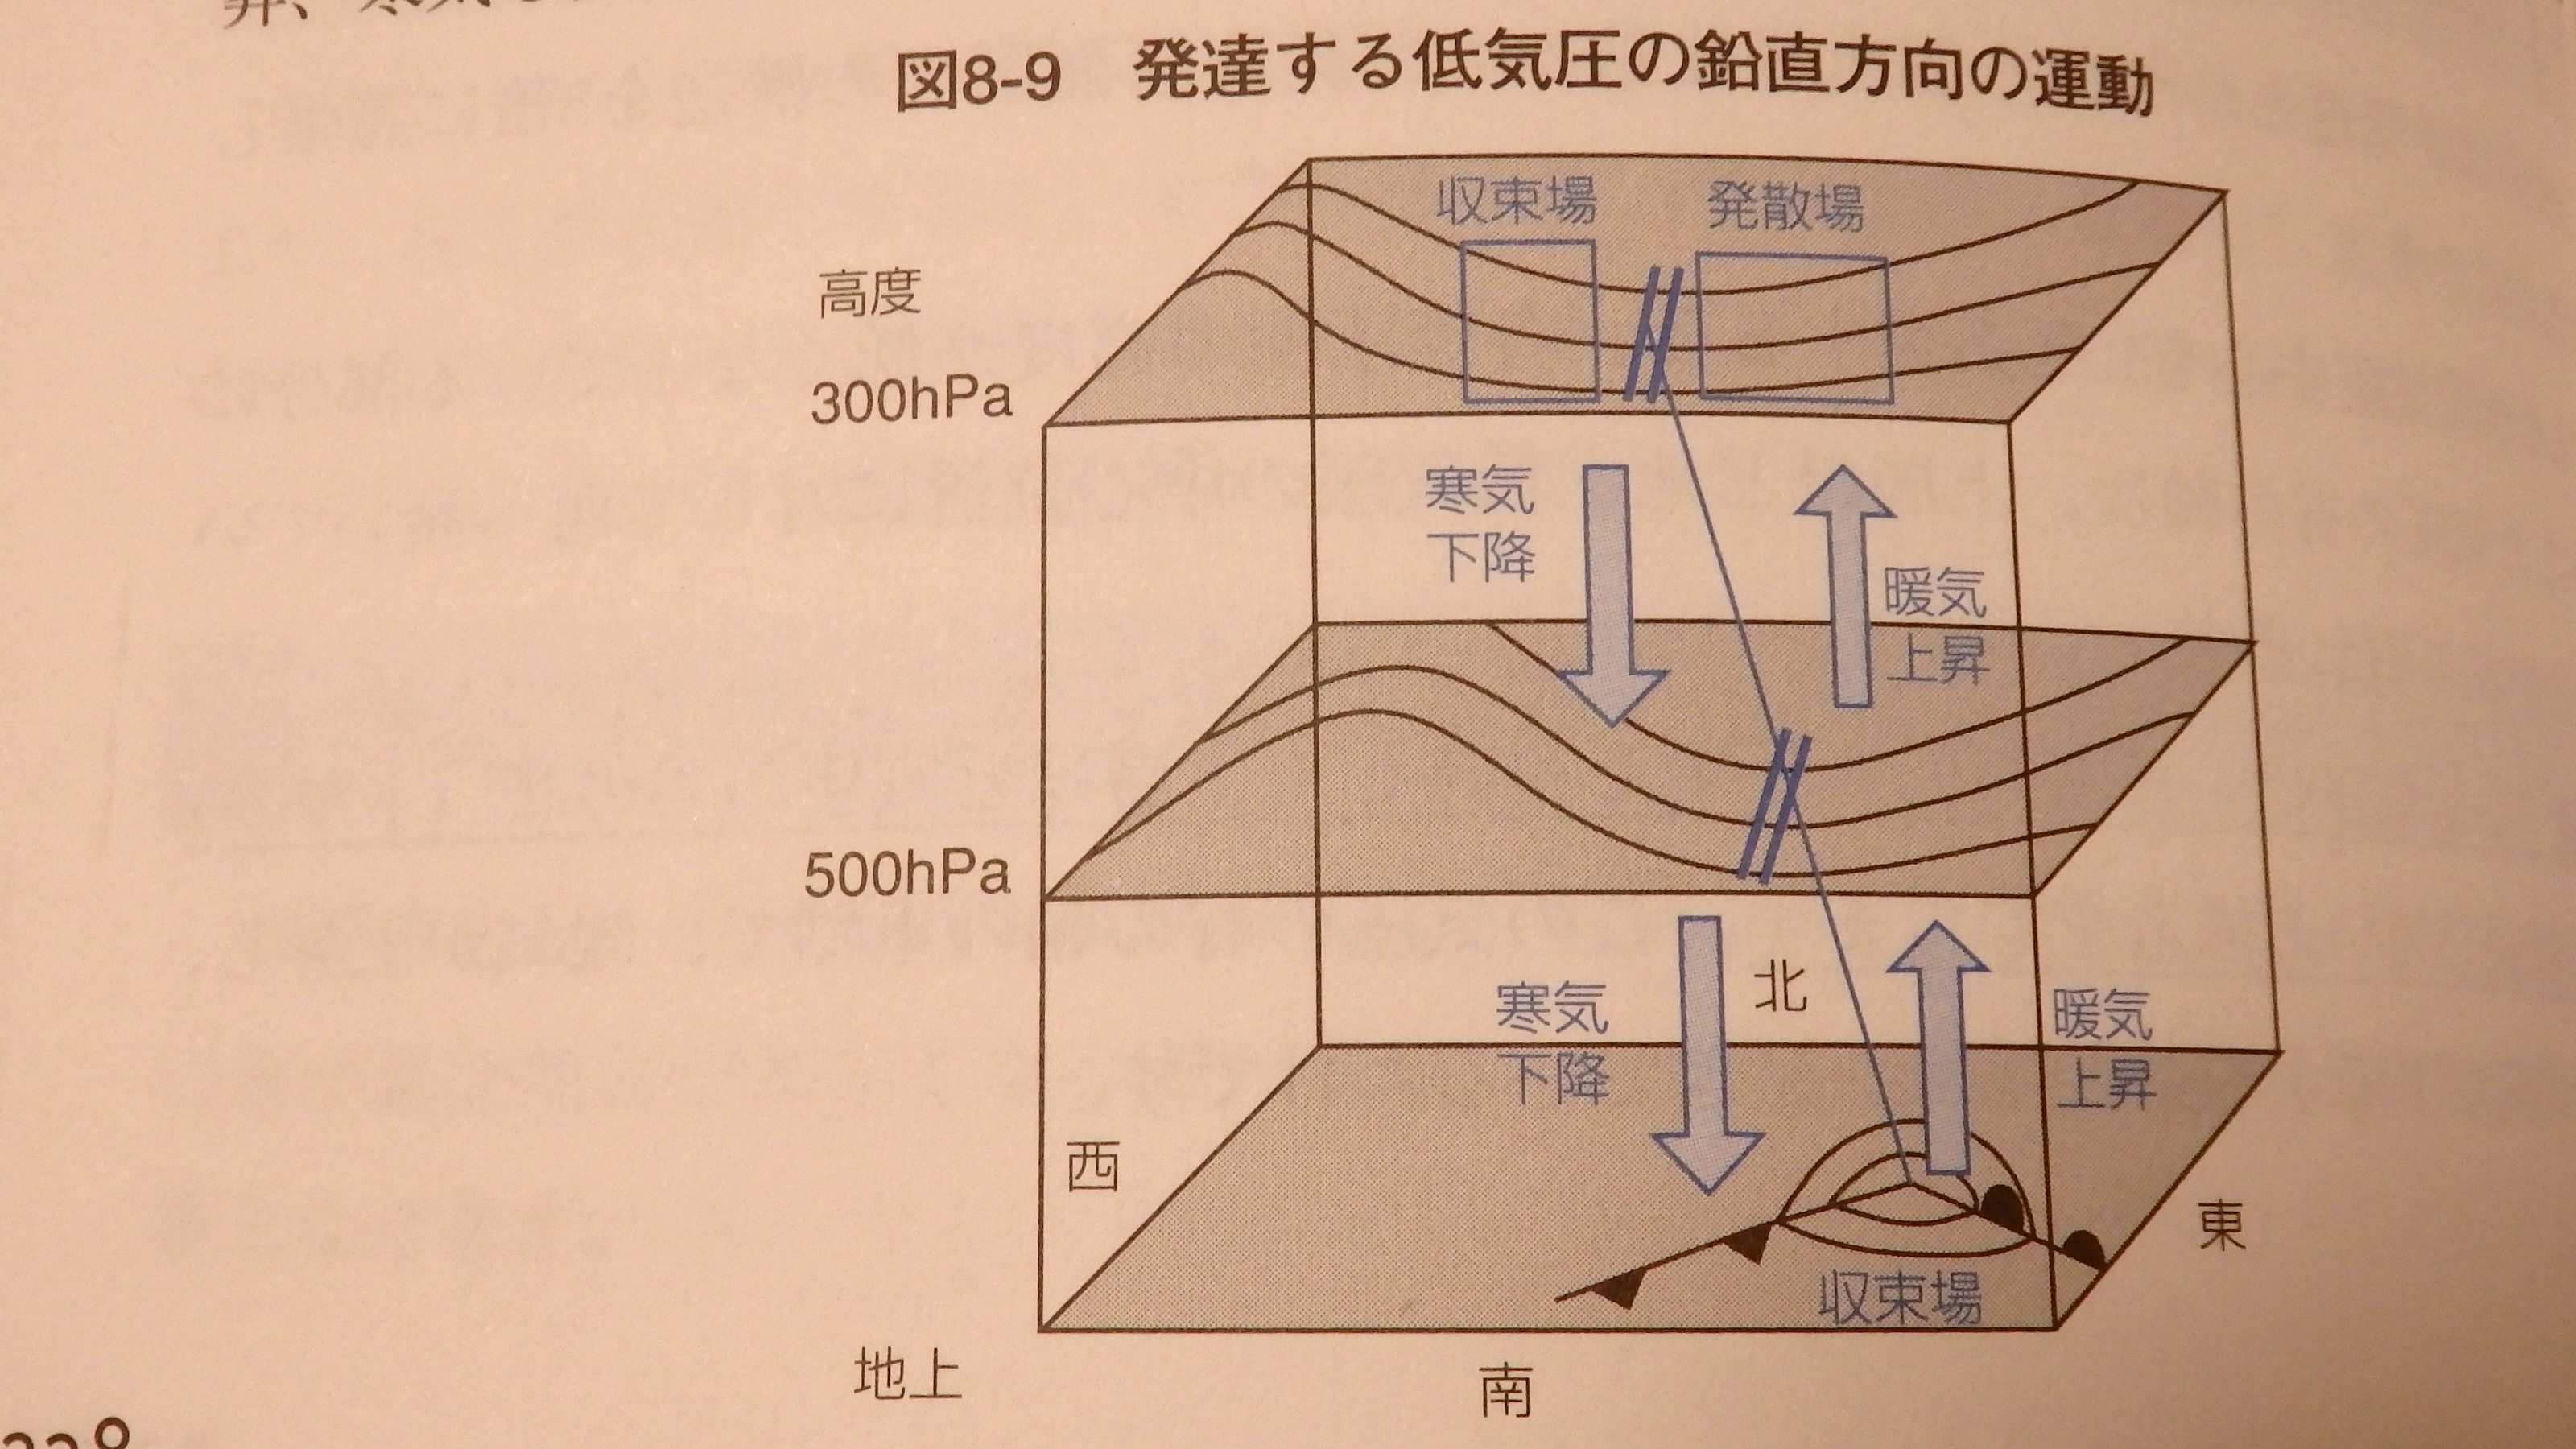 図8-9 発達する低気圧の鉛直方向の運動
収束場 発散場
高度
300hPa
寒気
下降
暖気
上昇
500hPa
北
寒気
下降
暖気
上昇
西
東
収束場
地上
南